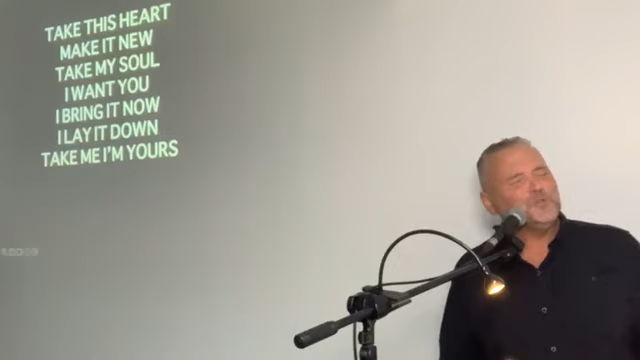 TAKE THIS HEART
MAKE IT NEW
TAKE MY SOUL
I WANT YOU
I BRING IT NOW
I LAY IT DOWN
TAKE ME I'M YOURS